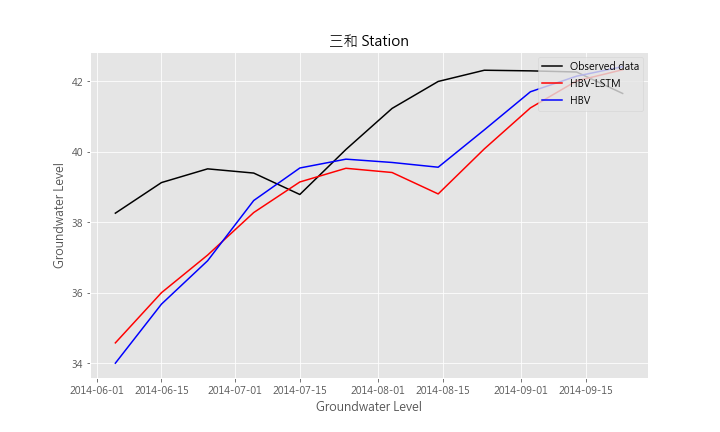 三和 Station
Observed data
HBV-LSTM
HBV
Groundwater Level
42
40
38
36
34
2014-06-01 2014-06-15 2014-07-01 2014-07-15 2014-08-01 2014-08-15 2014-09-01 2014-09-15
Groundwater Level